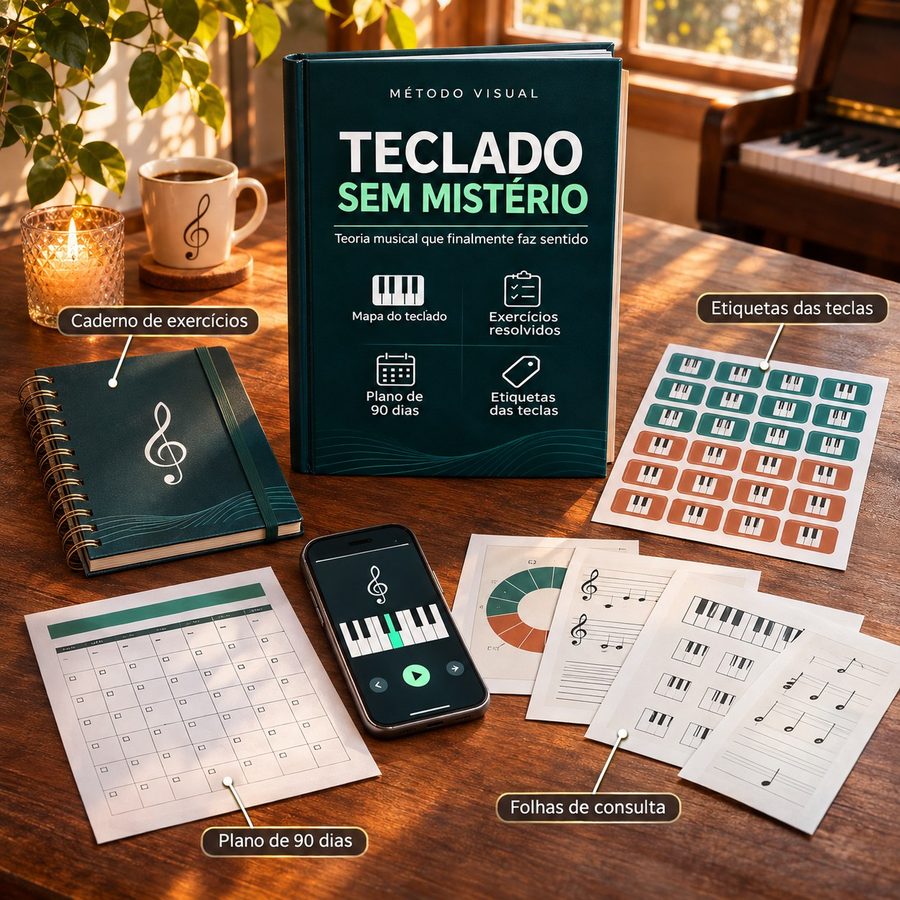 MÉTODO VISUAL
TECLADO
SEM MISTÉRIO
Teoria musical que finalmente faz sentido
Mapa do teclado
Exercícios
resolvidos
Plano de
90 dias
Etiquetas
das teclas
Caderno de exercícios
Etiquetas das teclas
Plano de 90 dias
Folhas de consulta